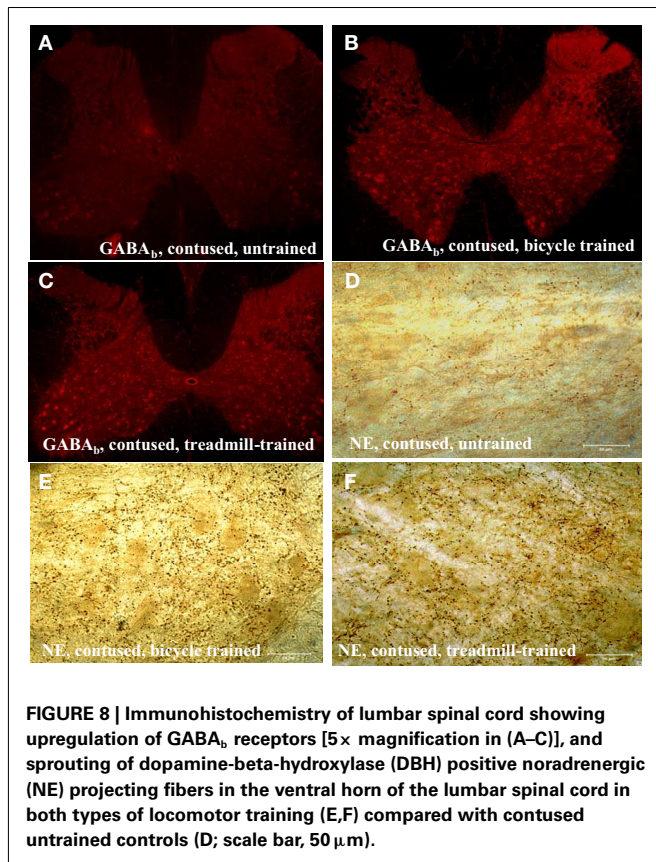 A
B
GABAb, contused, untrained
GABAb, contused, bicycle trained
C
D
GABAb, contused, treadmill-trained
NE, contused, untrained
E
F
NE, contused, bicycle trained
NE, contused, treadmill-trained
FIGURE 8 | Immunohistochemistry of lumbar spinal cord showing
upregulation of GABAb receptors [5× magnification in (A–C)], and
sprouting of dopamine-beta-hydroxylase (DBH) positive noradrenergic
(NE) projecting fibers in the ventral horn of the lumbar spinal cord in
both types of locomotor training (E,F) compared with contused
untrained controls (D; scale bar, 50 μm).